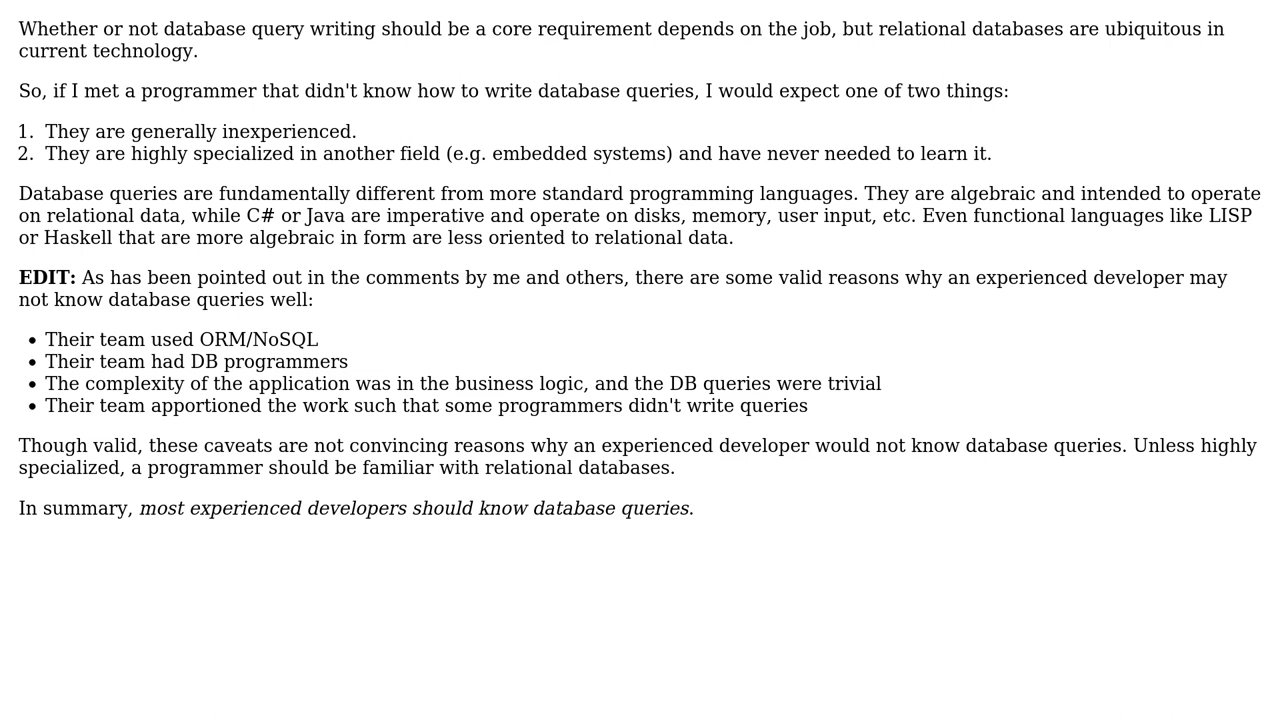 Whether or not database query writing should be a core requirement depends on the job, but relational databases are ubiquitous in
current technology.
So, if I met a programmer that didn't know how to write database queries, I would expect one of two things:
1. They are generally inexperienced.
2. They are highly specialized in another field (e.g. embedded systems) and have never needed to learn it.
Database queries are fundamentally different from more standard programming languages. They are algebraic and intended to operate
on relational data, while C# or Java are imperative and operate on disks, memory, user input, etc. Even functional languages like LISP
or Haskell that are more algebraic in form are less oriented to relational data.
EDIT: As has been pointed out in the comments by me and others, there are some valid reasons why an experienced developer may
not know database queries well:
• Their team used ORM/NoSQL
• Their team had DB programmers
• The complexity of the application was in the business logic, and the DB queries were trivial
• Their team apportioned the work such that some programmers didn't write queries
Though valid, these caveats are not convincing reasons why an experienced developer would not know database queries. Unless highly
specialized, a programmer should be familiar with relational databases.
In summary, most experienced developers should know database queries.